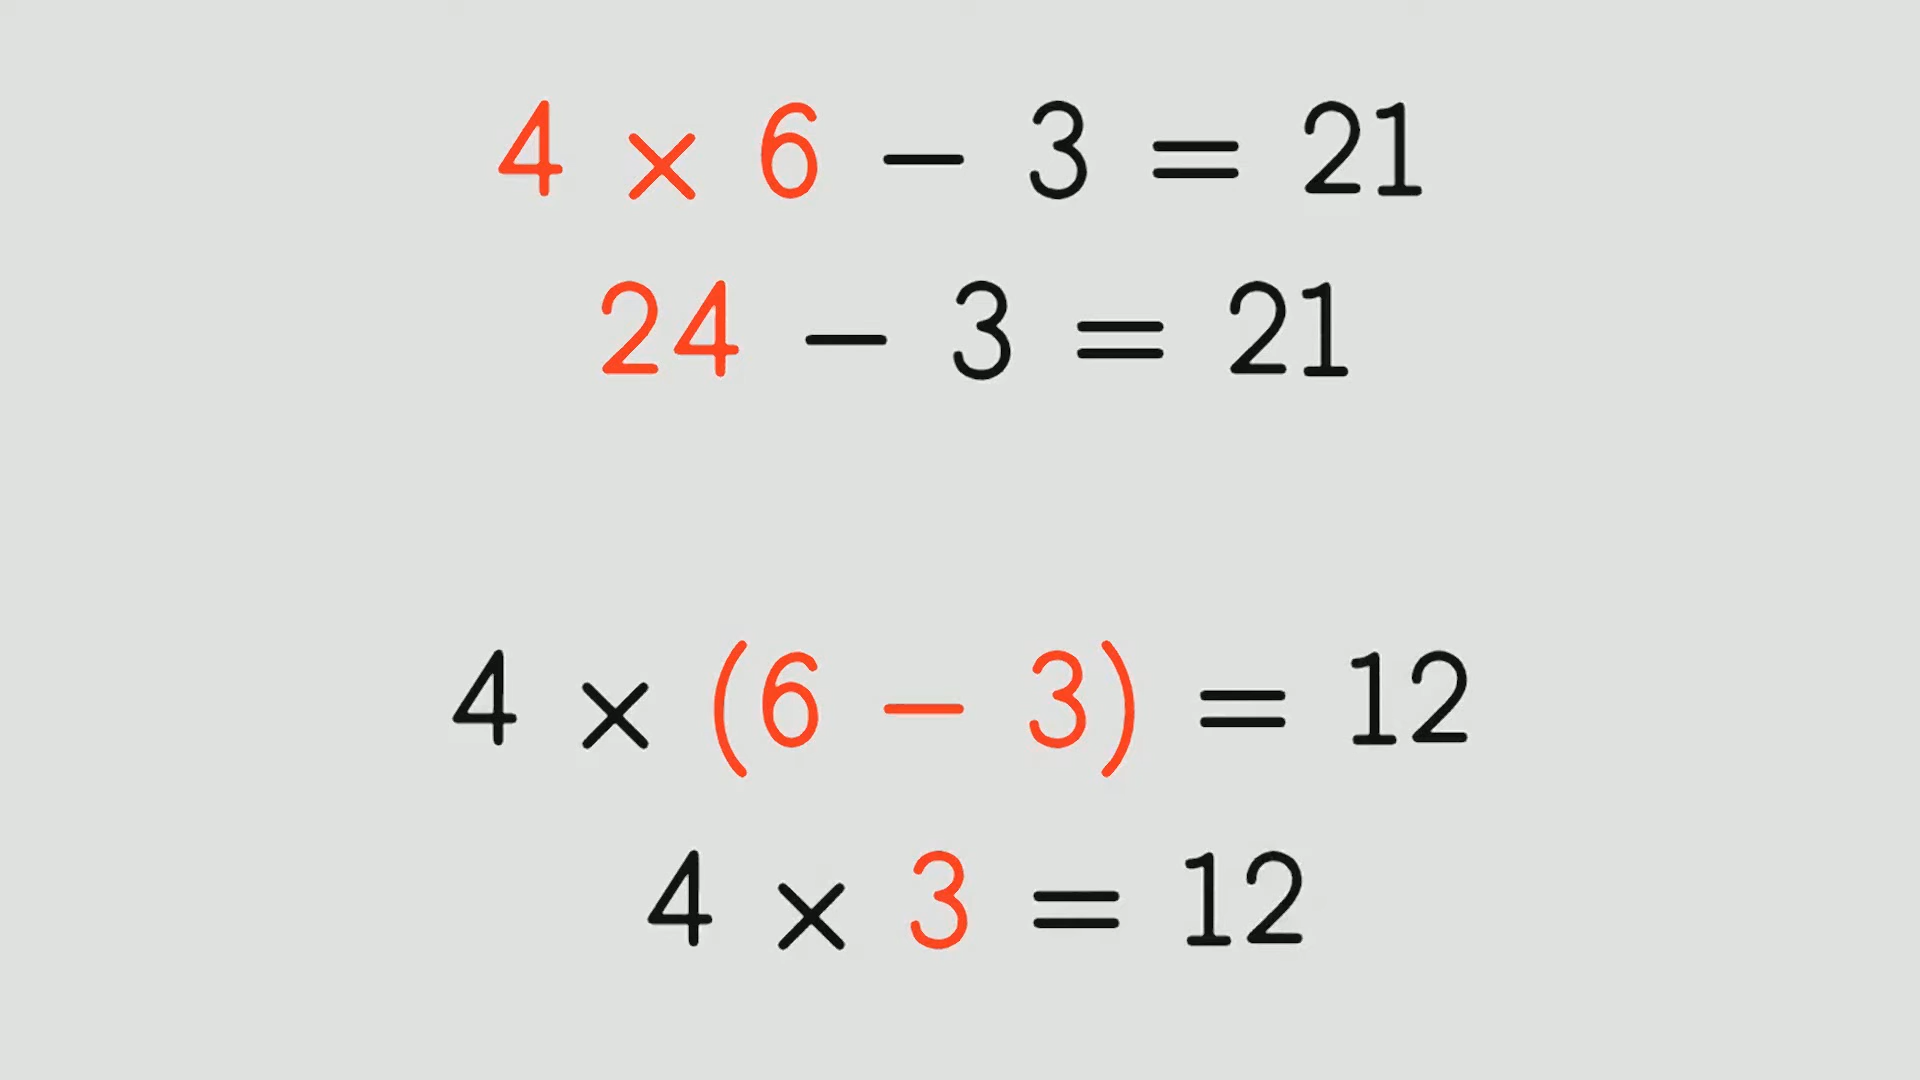 4 × 6 − 3 = 21
24 − 3 = 21
4 × (6 − 3) = 12
4 × 3 = 12